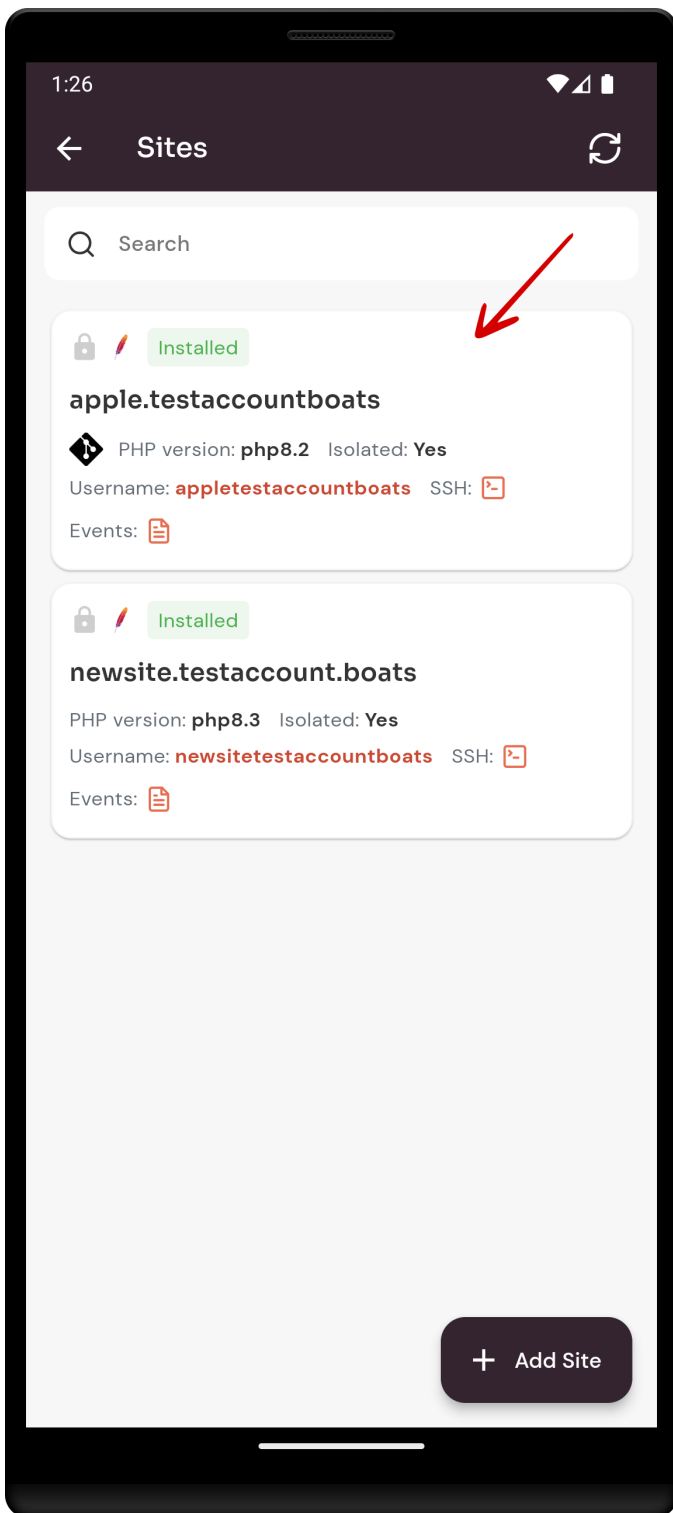 1:26
Sites
Search
Installed
apple.testaccountboats
PHP version: php8.2 Isolated: Yes
Username: appletestaccountboats SSH:
Events:
Installed
newsite.testaccount.boats
PHP version: php8.3 Isolated: Yes
Username: newsitetestaccountboats SSH:
Events:
+ Add Site